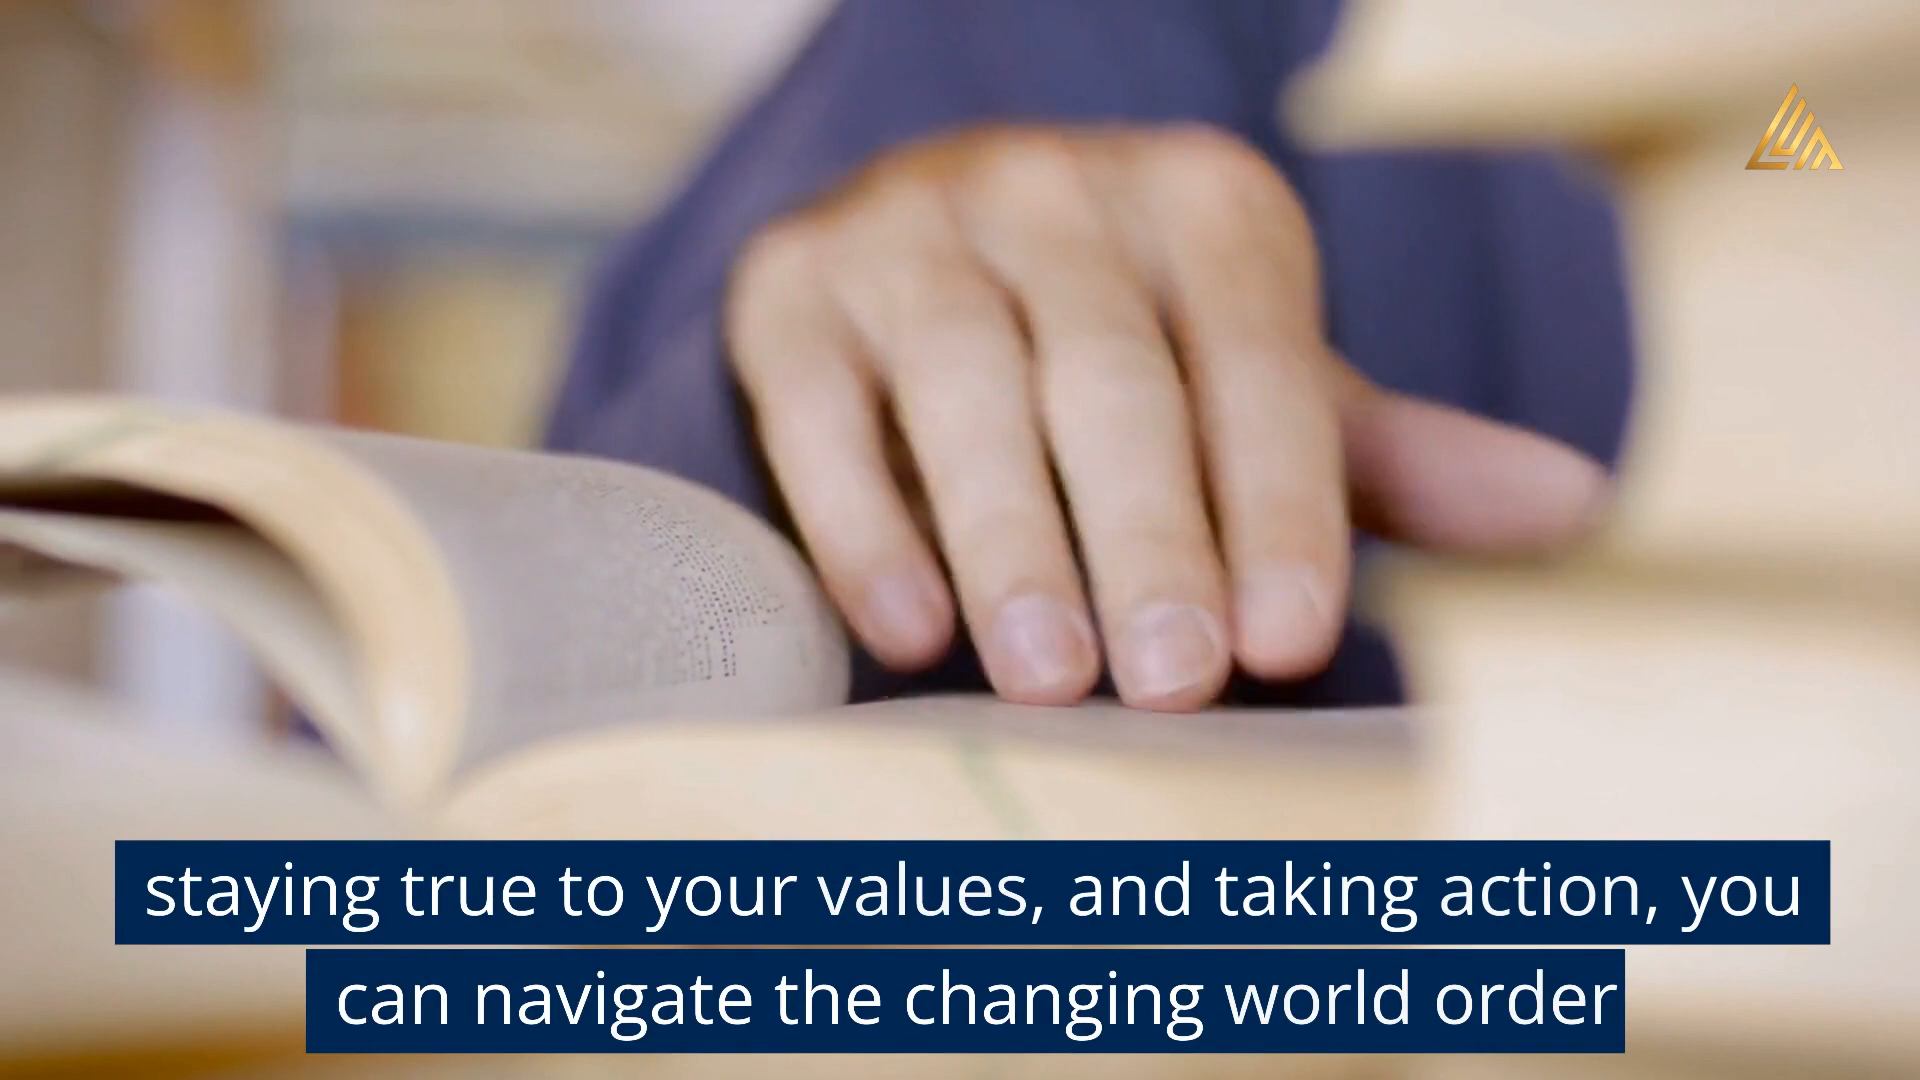 staying true to your values, and taking action, you
can navigate the changing world order